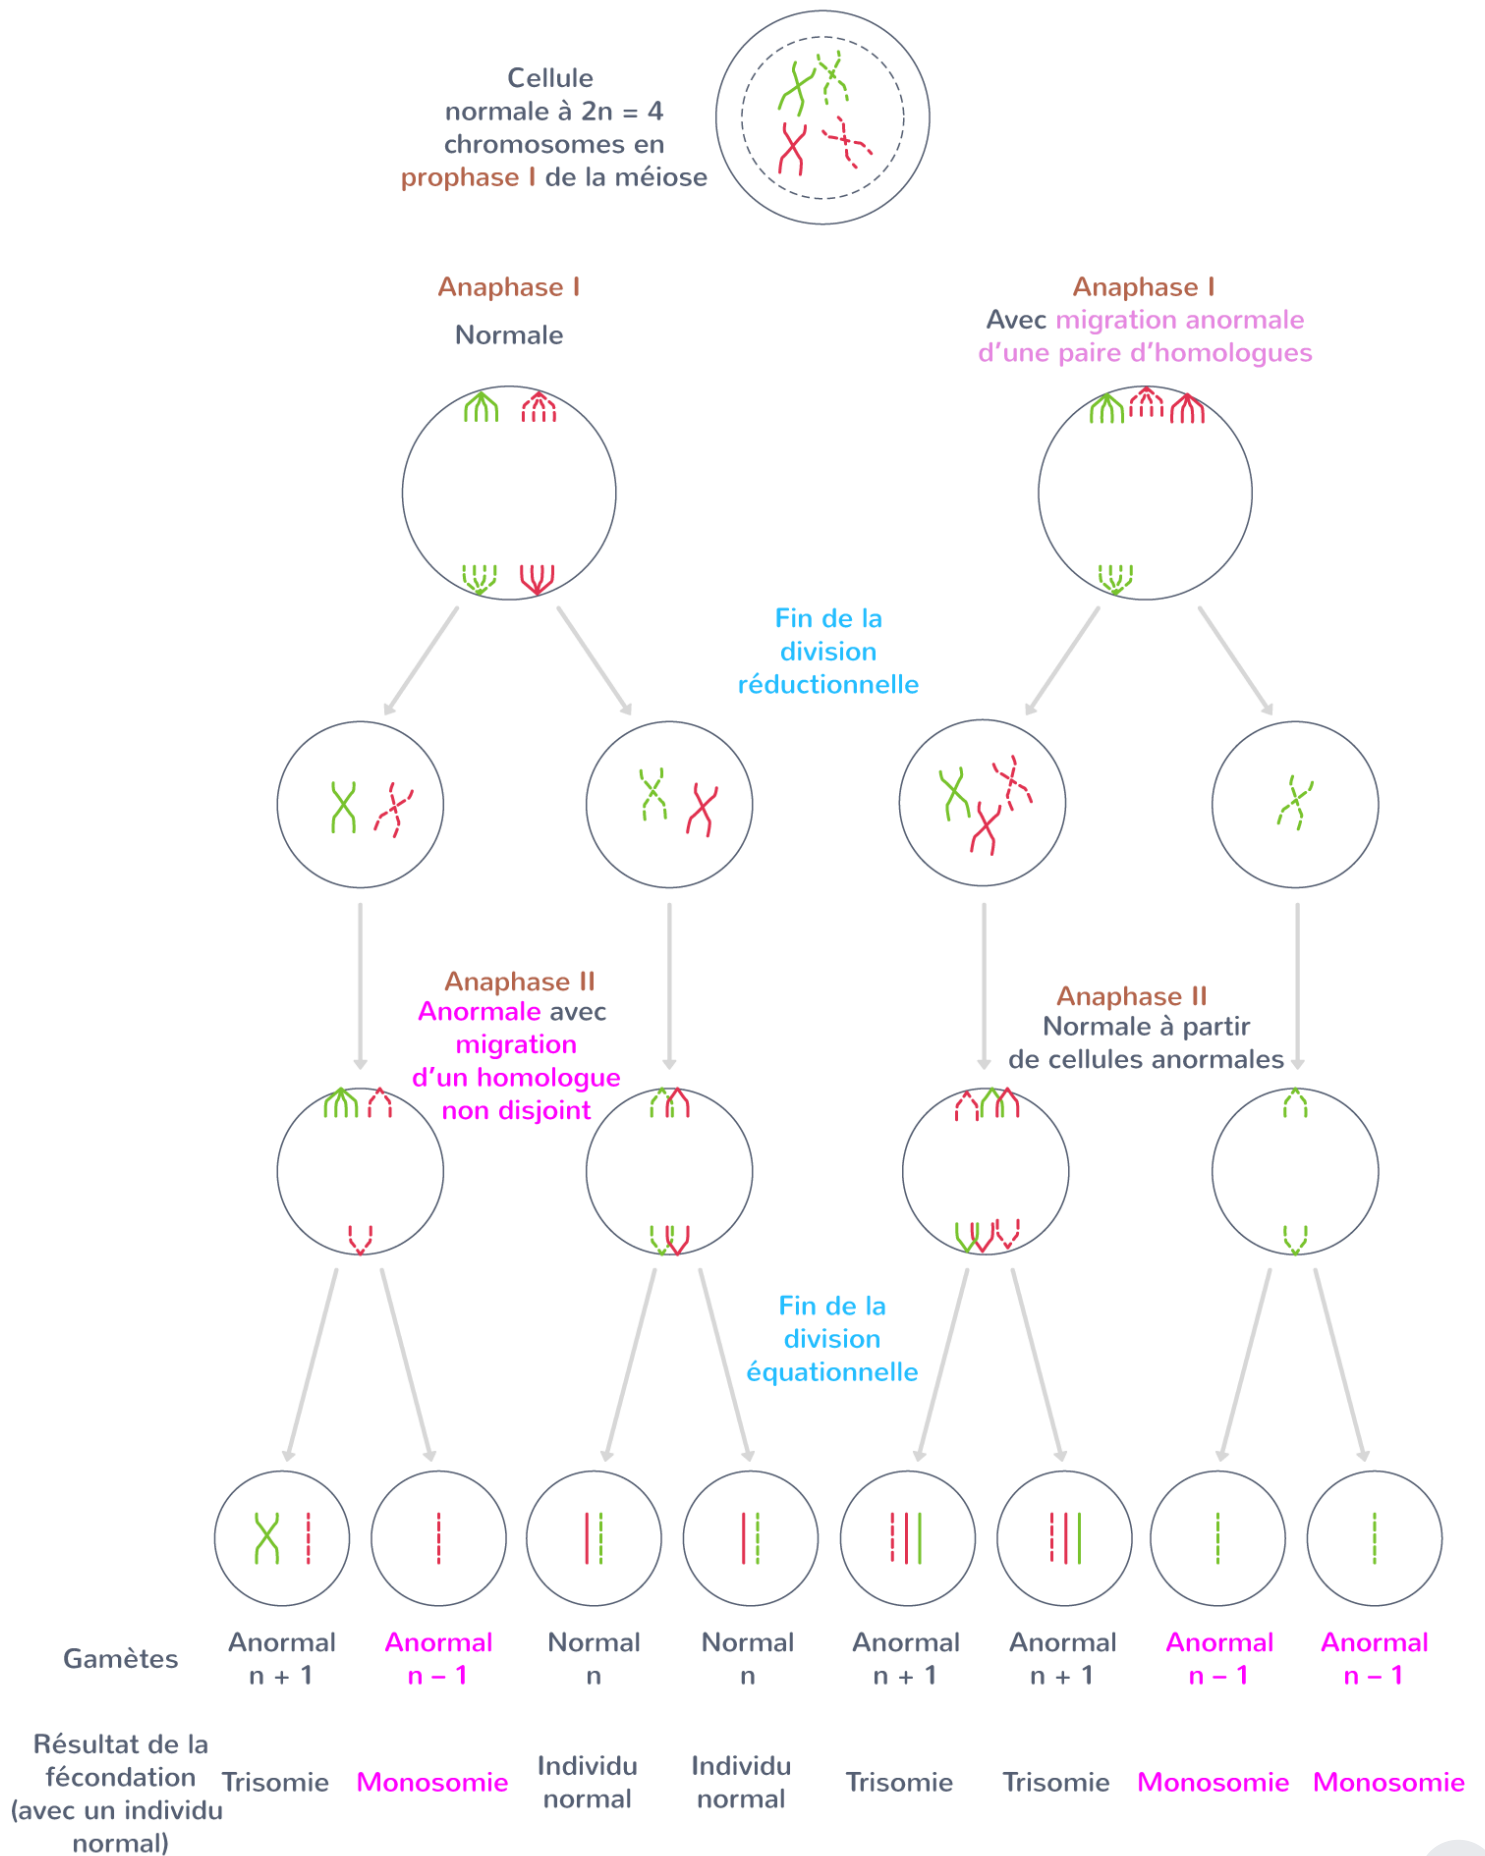 Cellule
normale à 2n = 4
chromosomes en
prophase I de la méiose
Anaphase I
Normale
Anaphase I
Avec migration anormale
d’une paire d’homologues
Fin de la
division
réductionnelle
Anaphase II
Anormale avec
migration
d’un homologue
non disjoint
Anaphase II
Normale à partir
de cellules anormales
Fin de la
division
équationnelle
Gamètes
Anormal
n + 1
Anormal
n – 1
Normal
n
Normal
n
Anormal
n + 1
Anormal
n + 1
Anormal
n – 1
Anormal
n – 1
Résultat de la
fécondation
(avec un individu
normal)
Trisomie
Monosomie
Individu
normal
Individu
normal
Trisomie
Trisomie
Monosomie
Monosomie